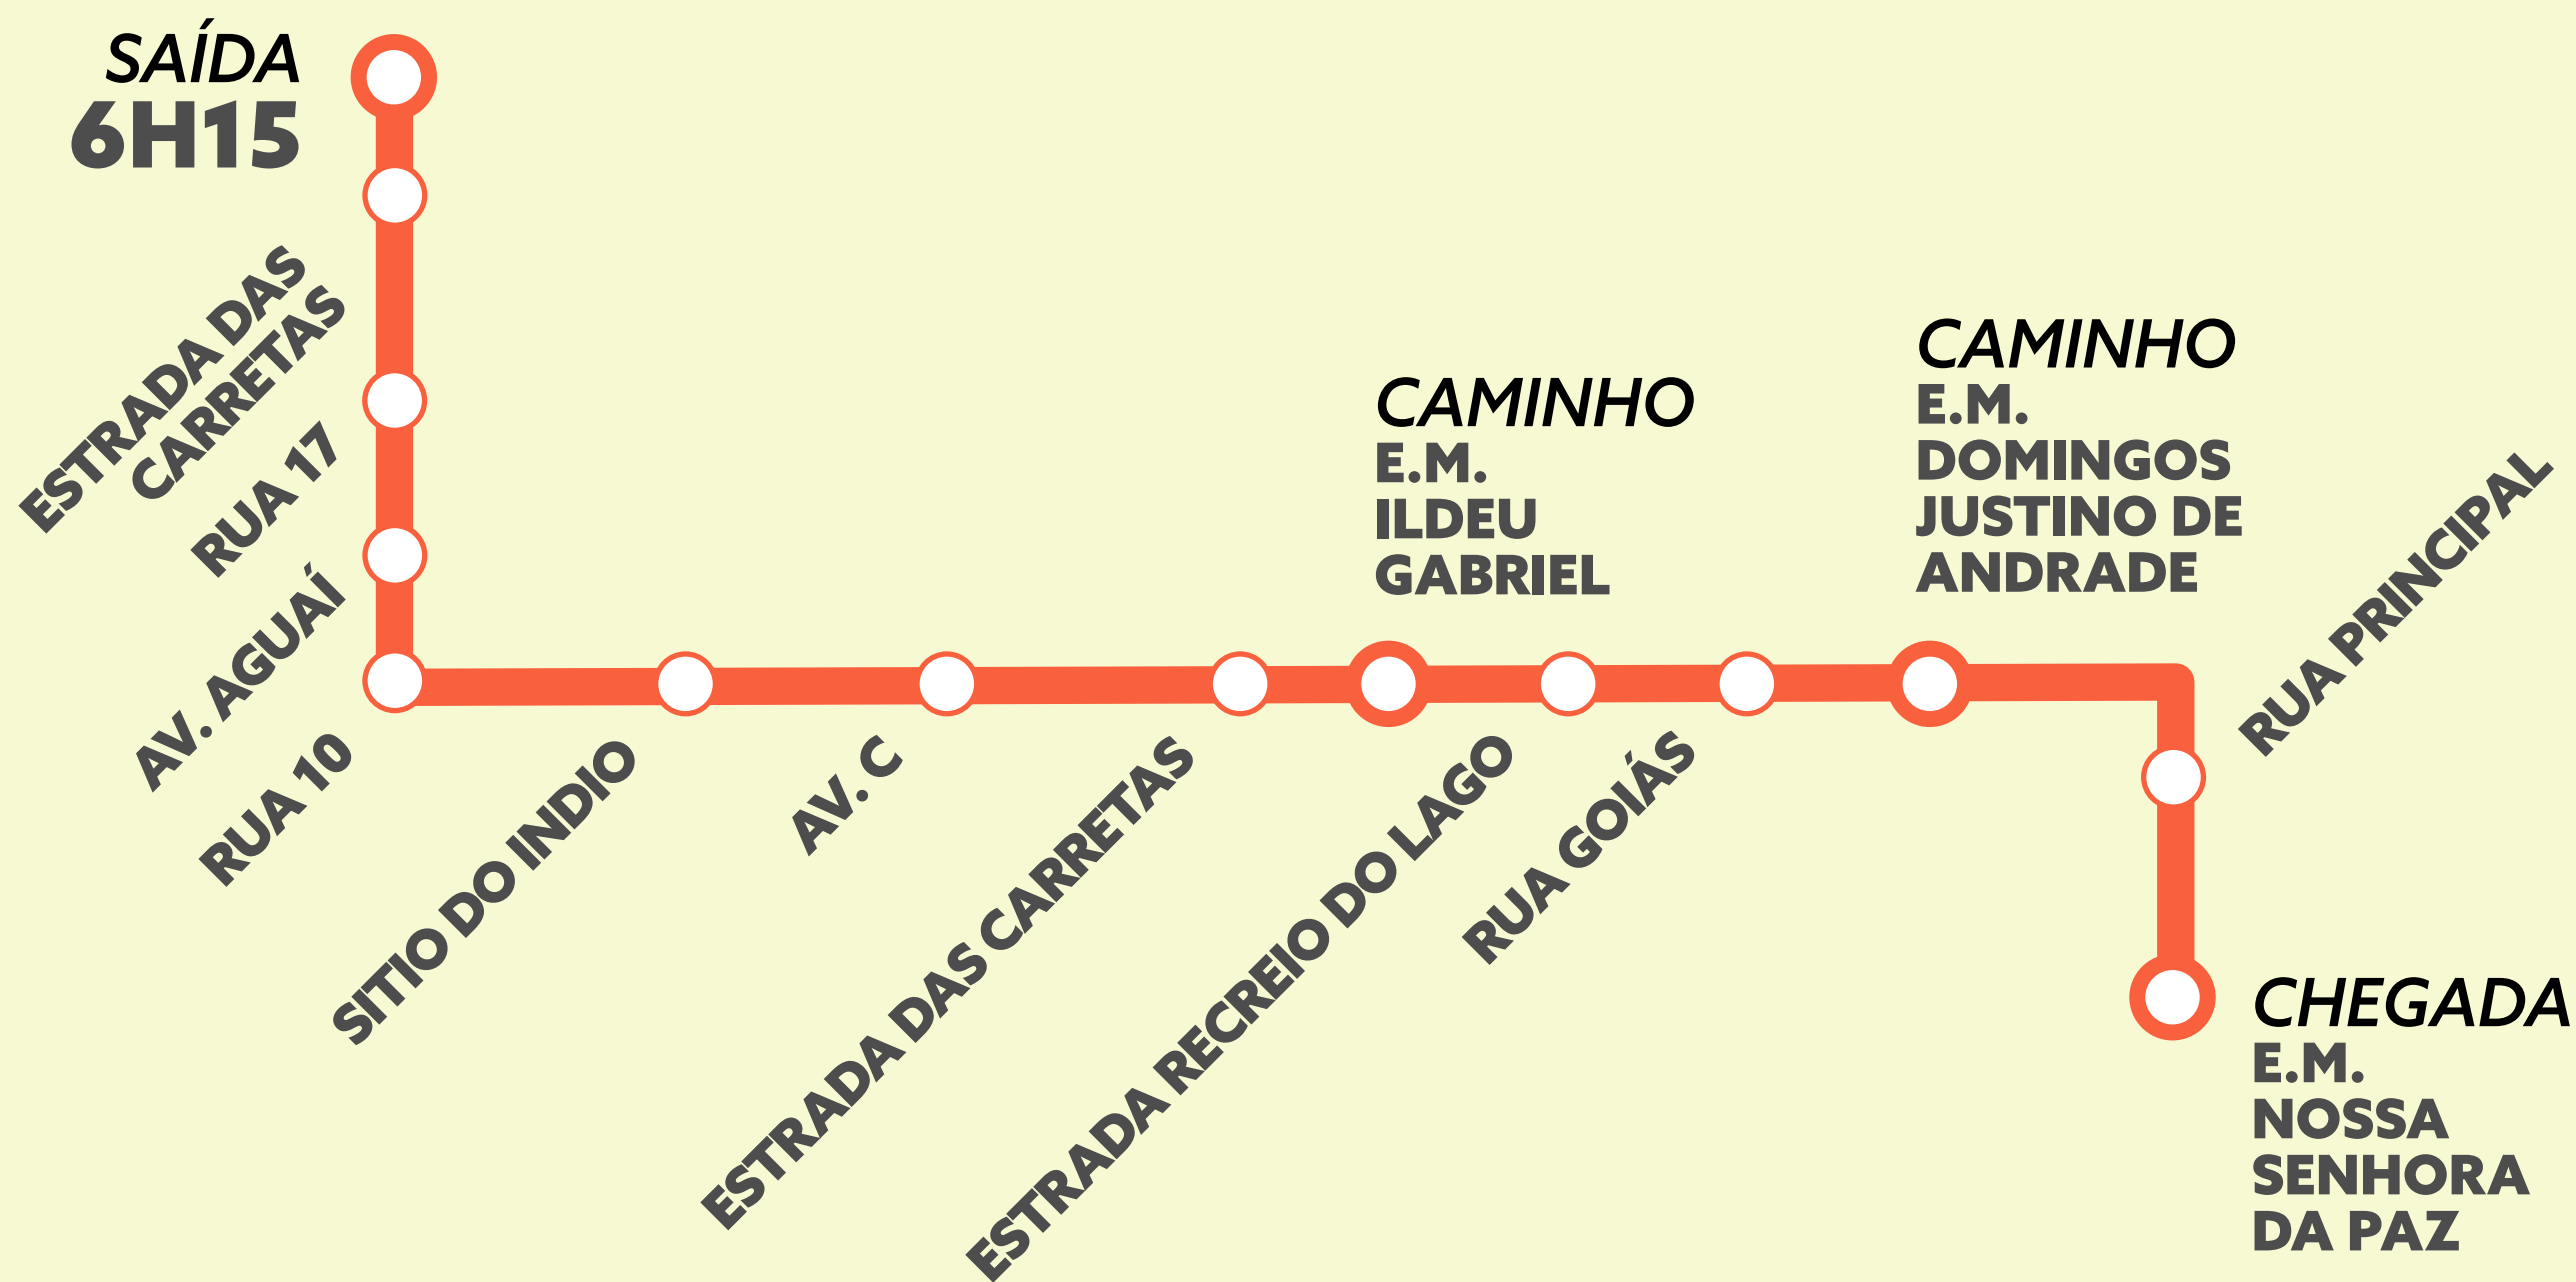 SAÍDA
6H15
ESTRADA DAS
CARRETAS
RUA 17
AV. AGUAÍ
RUA 10
SITIO DO INDIO
AV. C
ESTRADA DAS CARRETAS
CAMINHO
E.M.
ILDEU
GABRIEL
ESTRADA RECREIO DO LAGO
RUA GOIÁS
CAMINHO
E.M.
DOMINGOS
JUSTINO DE
ANDRADE
RUA PRINCIPAL
CHEGADA
E.M.
NOSSA
SENHORA
DA PAZ